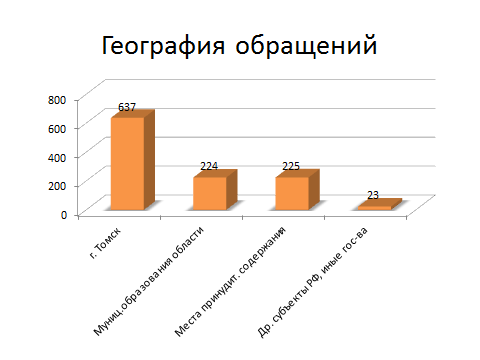 География обращений
800
600
400
200
0
637
224
225
23
г. Томск
Муниц.образования области
Места принудит. содержания
Др. субъекты РФ, иные гос-ва